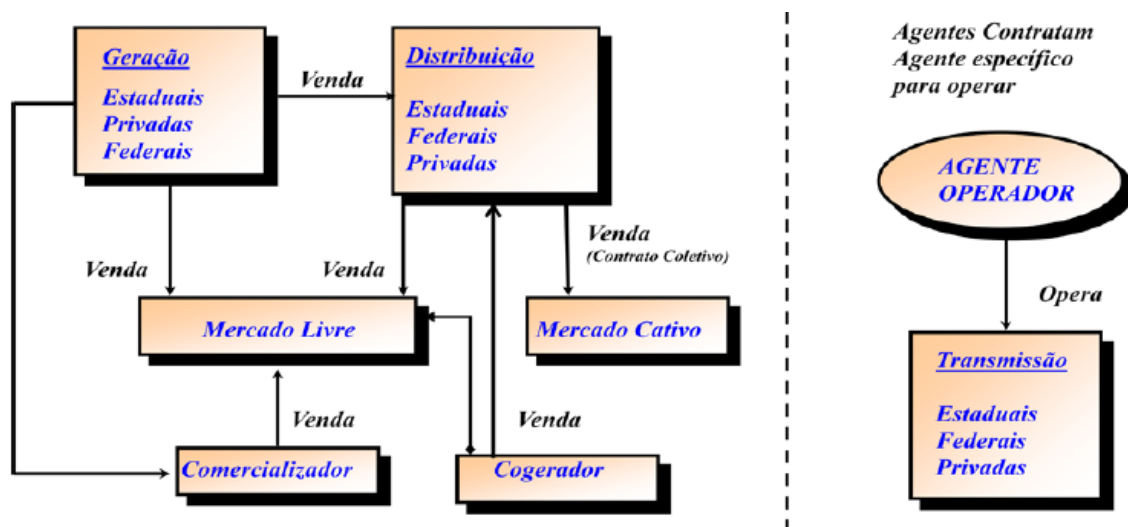 Geração
Estaduais
Privadas
Federais
Venda
Distribuição
Estaduais
Federais
Privadas
Venda
Venda
Venda
(Contrato Coletivo)
Mercado Livre
Mercado Cativo
Venda
Venda
Comercializador
Cogerador
Agentes Contratam
Agente específico
para operar
AGENTE
OPERADOR
Opera
Transmissão
Estaduais
Federais
Privadas